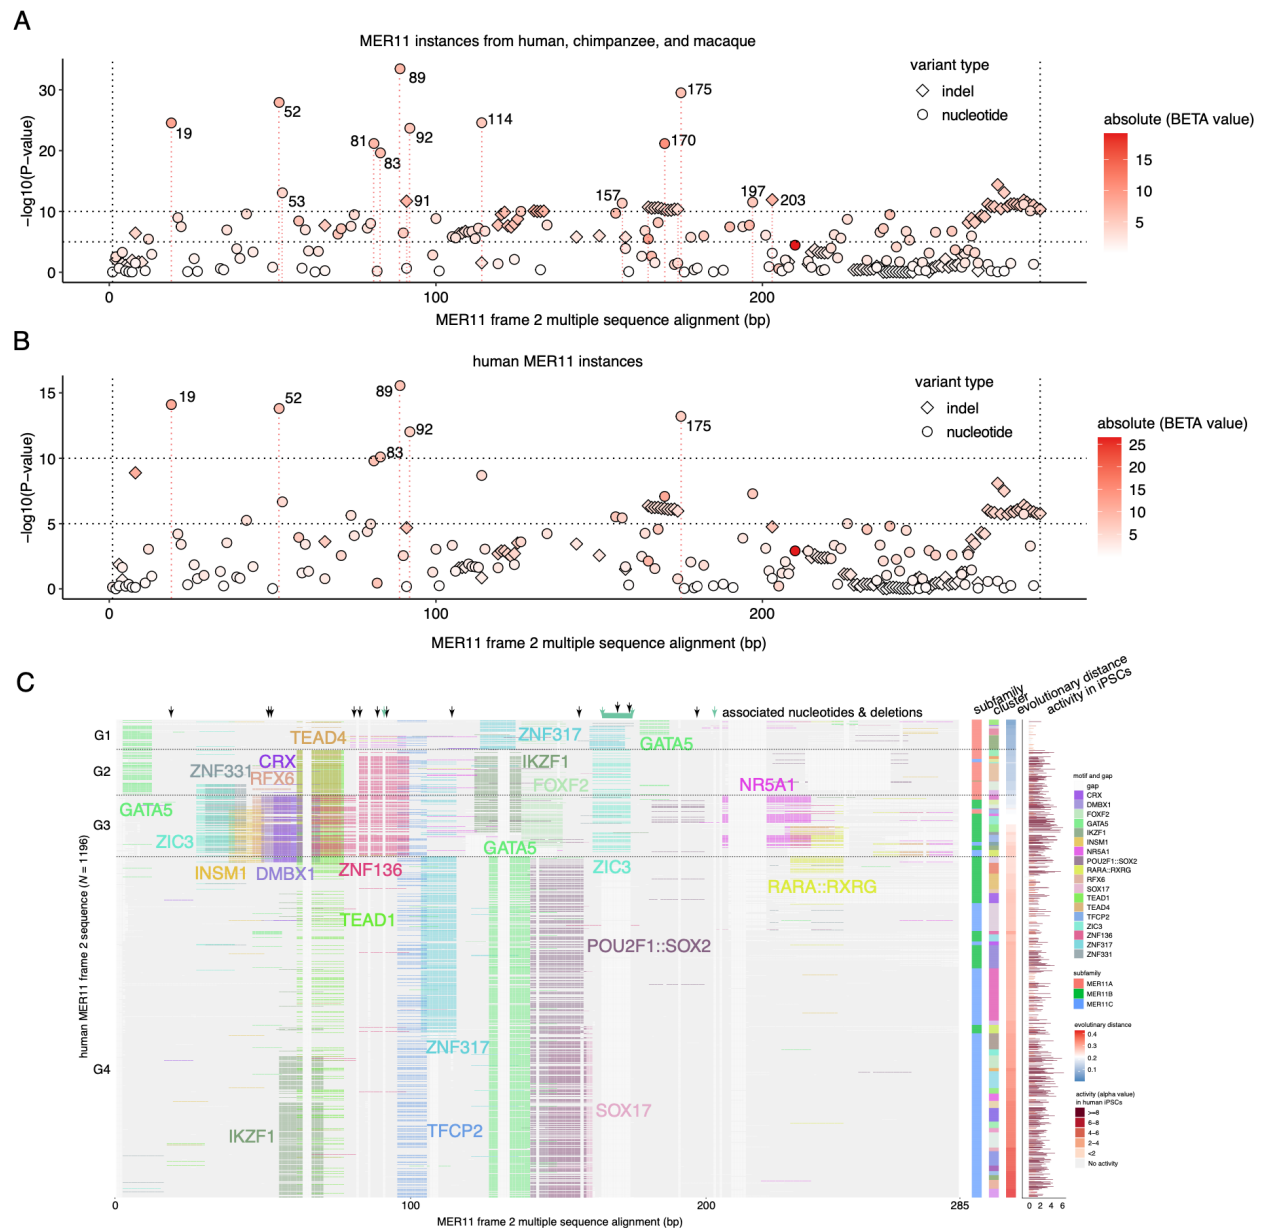 A
MER11 instances from human, chimpanzee, and macaque
−log10(P−value)
30
20
10
0
19
52
53
81
83
89
92
91
114
157
170
175
197
203
variant type
indel
nucleotide
absolute (BETA value)
15
10
5
0
100
200
MER11 frame 2 multiple sequence alignment (bp)
B
human MER11 instances
−log10(P−value)
15
10
5
0
19
52
83
89
92
175
variant type
indel
nucleotide
absolute (BETA value)
25
20
15
10
5
0
100
200
MER11 frame 2 multiple sequence alignment (bp)
C
associated nucleotides & deletions
subfamily
cluster
evolutionary distance
activity in iPSCs
human MER11 frame 2 sequence (N = 1196)
G1
G2
G3
G4
TEAD4
ZNF317
GATA5
CRX
ZNF331
RFX6
IKZF1
FOXF2
NR5A1
GATA5
ZIC3
GATA5
INSM1
DMBX1
ZNF136
ZIC3
RARA::RXRG
TEAD1
POU2F1::SOX2
ZNF317
SOX17
IKZF1
TFCP2
motif and gap
gap
CRX
DMBX1
FOXF2
GATA5
IKZF1
INSM1
NR5A1
POU2F1::SOX2
RARA::RXRG
RFX6
SOX17
TEAD1
TEAD4
TFCP2
ZIC3
ZNF136
ZNF317
ZNF331
subfamily
MER11A
MER11B
MER11C
evolutinary distance
0.4
0.3
0.2
0.1
activity (alpha value)
in human iPSCs
>=8
6−8
4−6
2−4
<2
No activity
0
100
200
285
0 2 4 6
MER11 frame 2 multiple sequence alignment (bp)